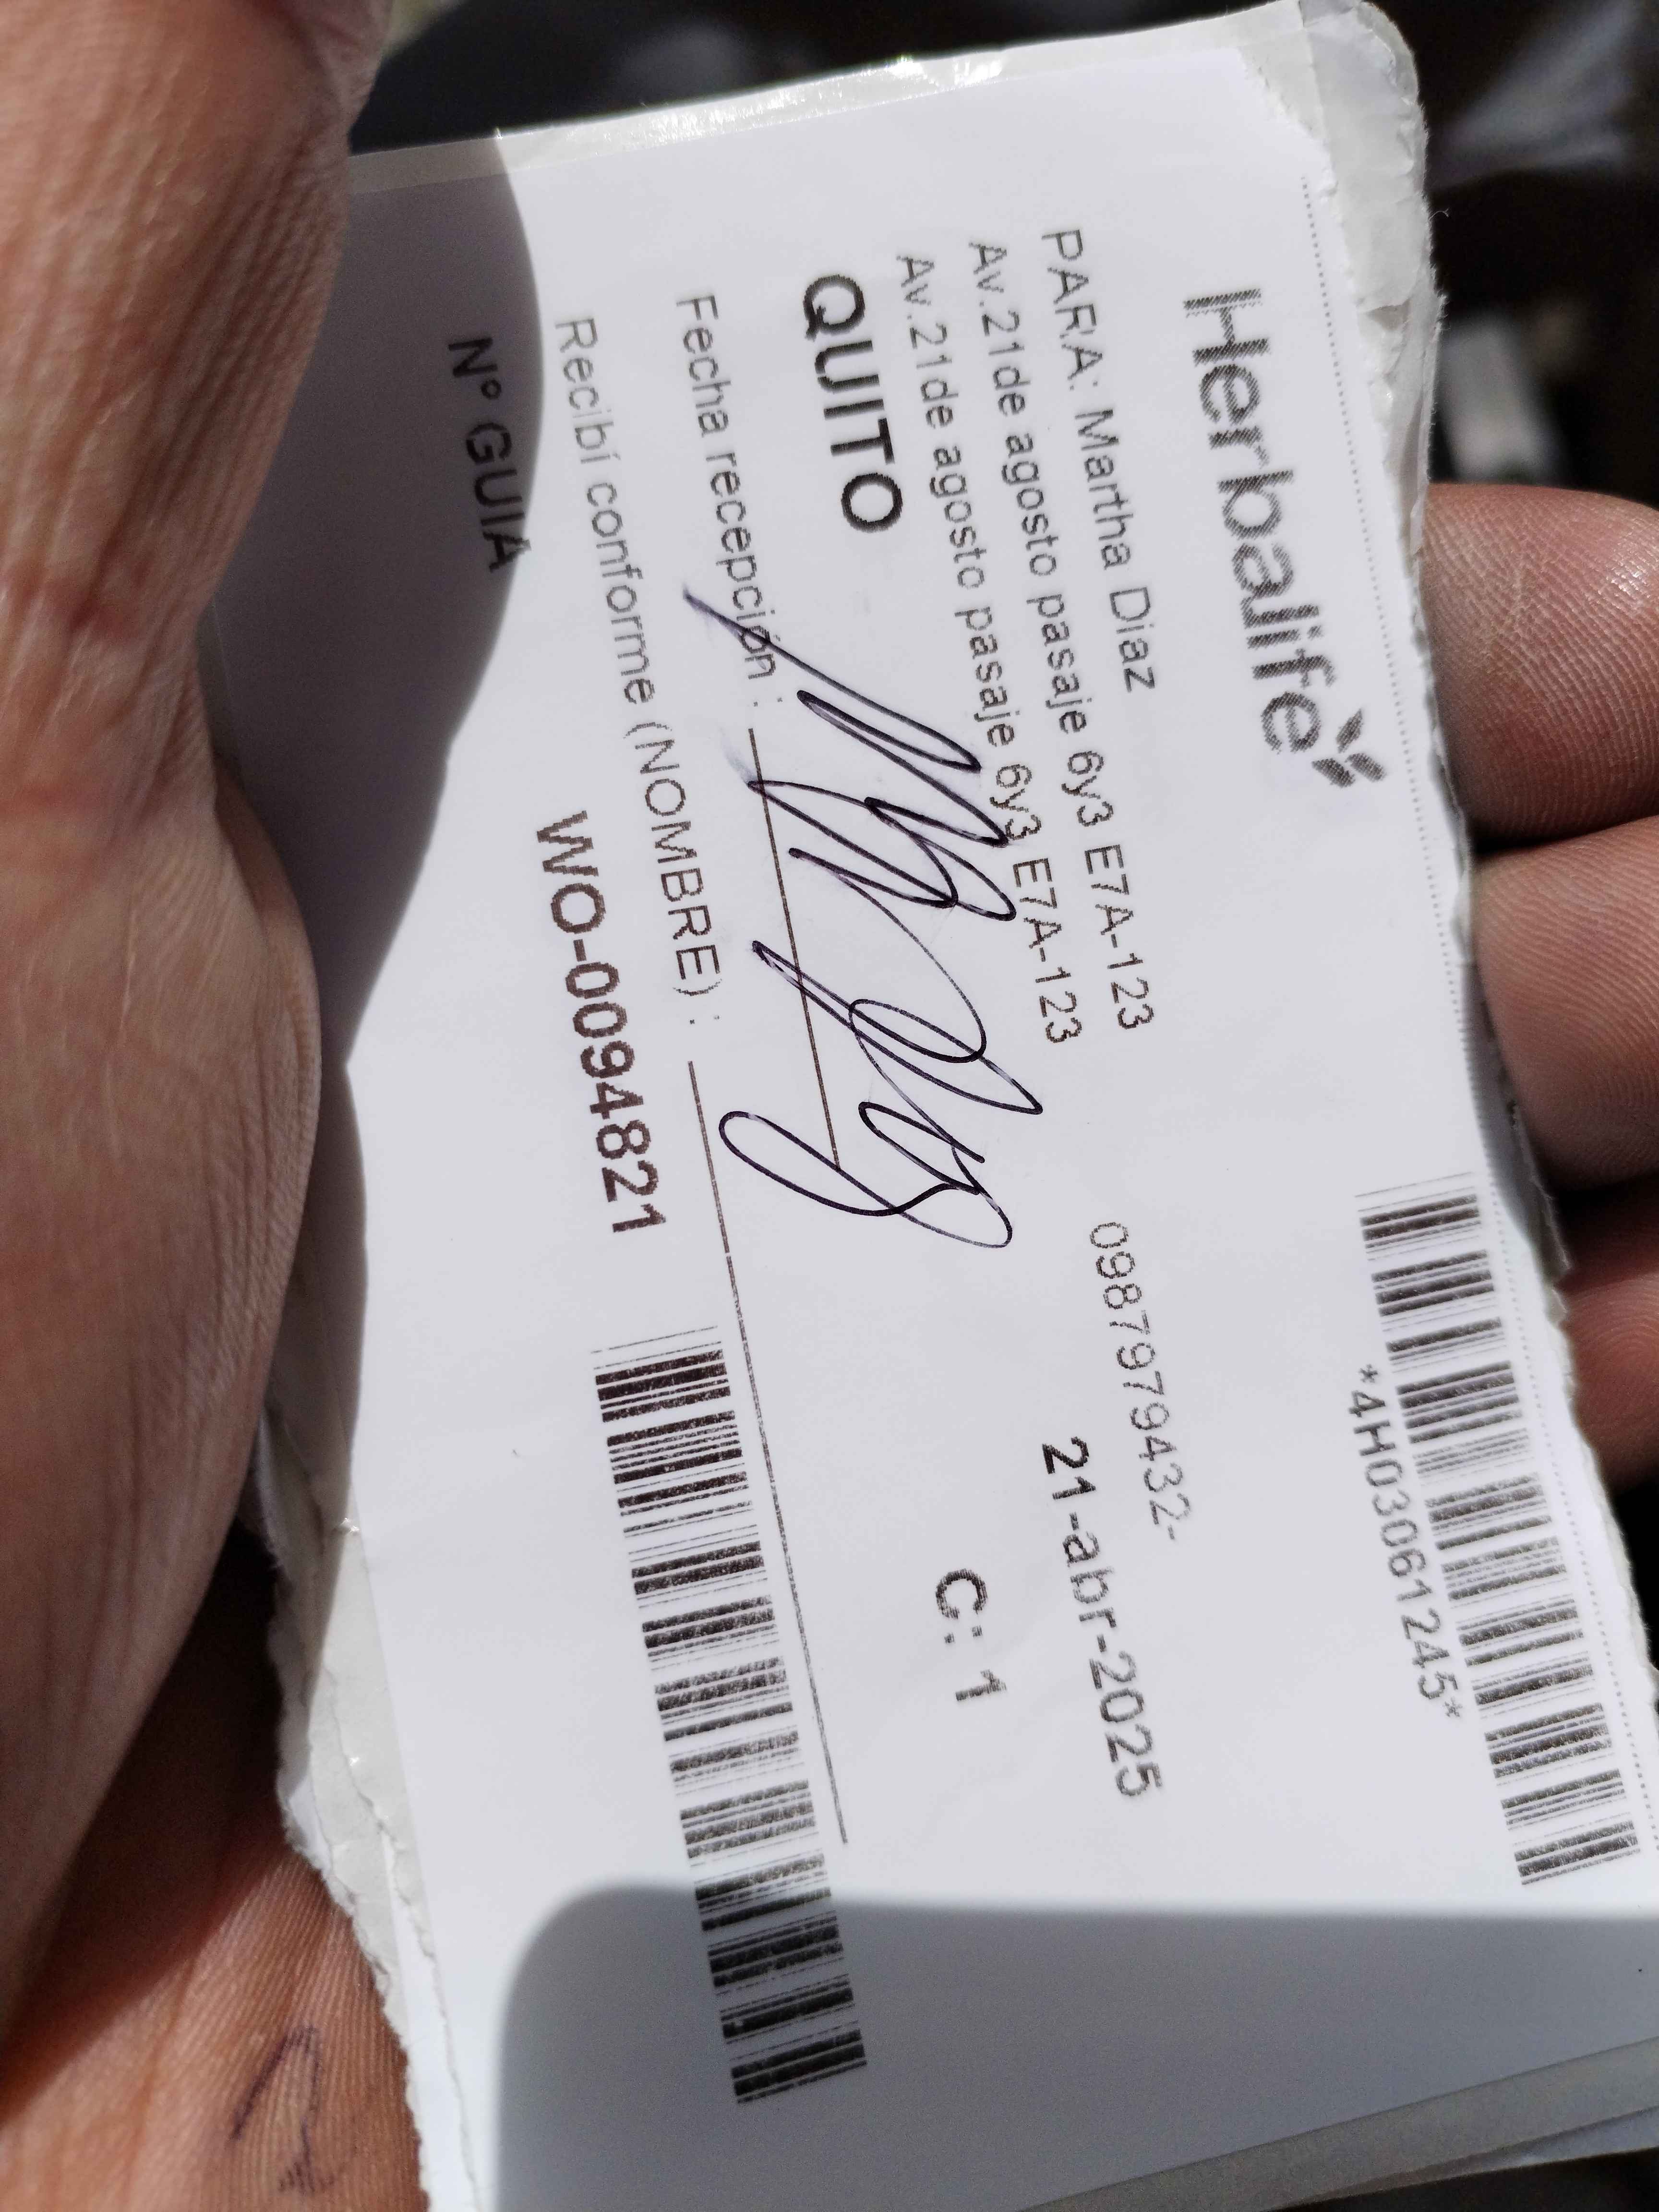 Herbalife
*4H03061245*
PARA: Martha Diaz
0987979432-
Av.21de agosto pasaje 6y3 E7A-123
Av.21de agosto pasaje 6y3 E7A-123
21-abr-2025
QUITO
C: 1
Fecha recepción :
Recibí conforme (NOMBRE) :
Nº GUIA
WO-0094821